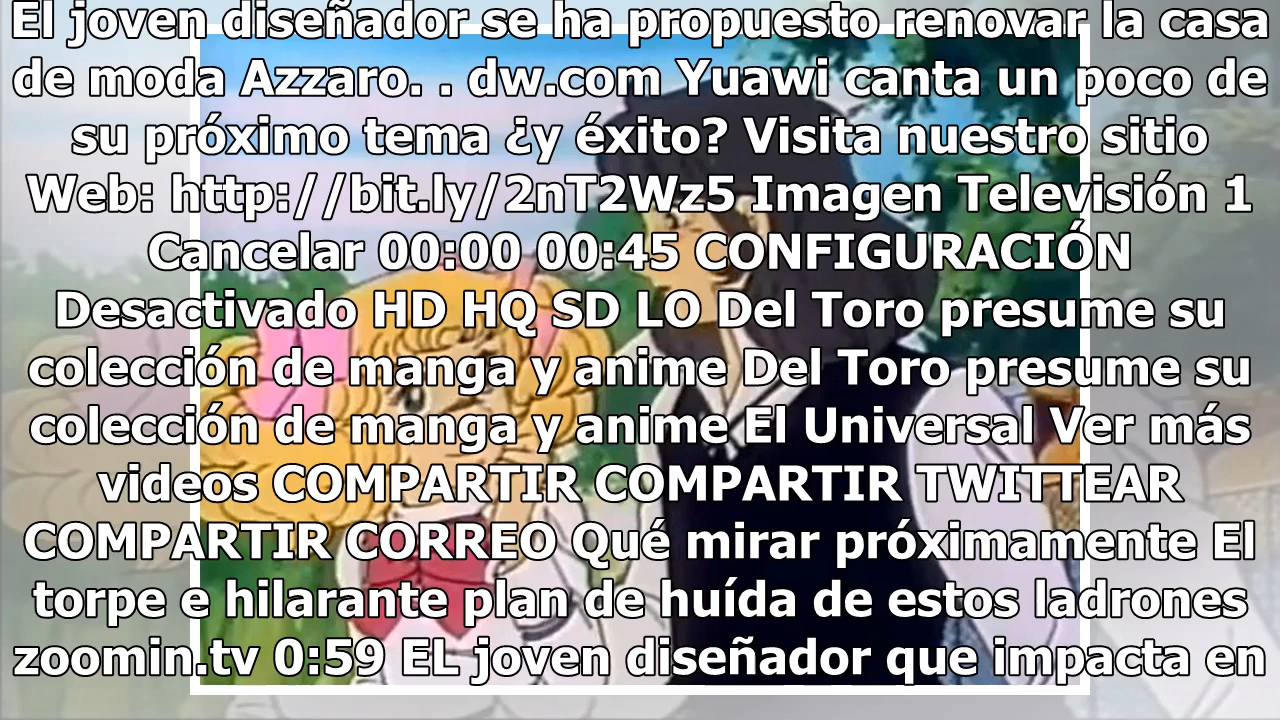 El joven diseñador se ha propuesto renovar la casa
de moda Azzaro. . dw.com Yuawi canta un poco de
su próximo tema ¿y éxito? Visita nuestro sitio
Web: http://bit.ly/2nT2Wz5 Imagen Televisión 1
Cancelar 00:00 00:45 CONFIGURACIÓN
Desactivado HD HQ SD LO Del Toro presume su
colección de manga y anime Del Toro presume su
colección de manga y anime El Universal Ver más
videos COMPARTIR COMPARTIR TWITTEAR
COMPARTIR CORREO Qué mirar próximamente El
torpe e hilarante plan de huída de estos ladrones
zoomin.tv 0:59 EL joven diseñador que impacta en